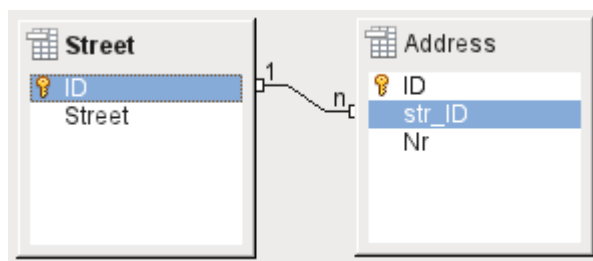 Street
ID
Street
1
n
Address
ID
str_ID
Nr